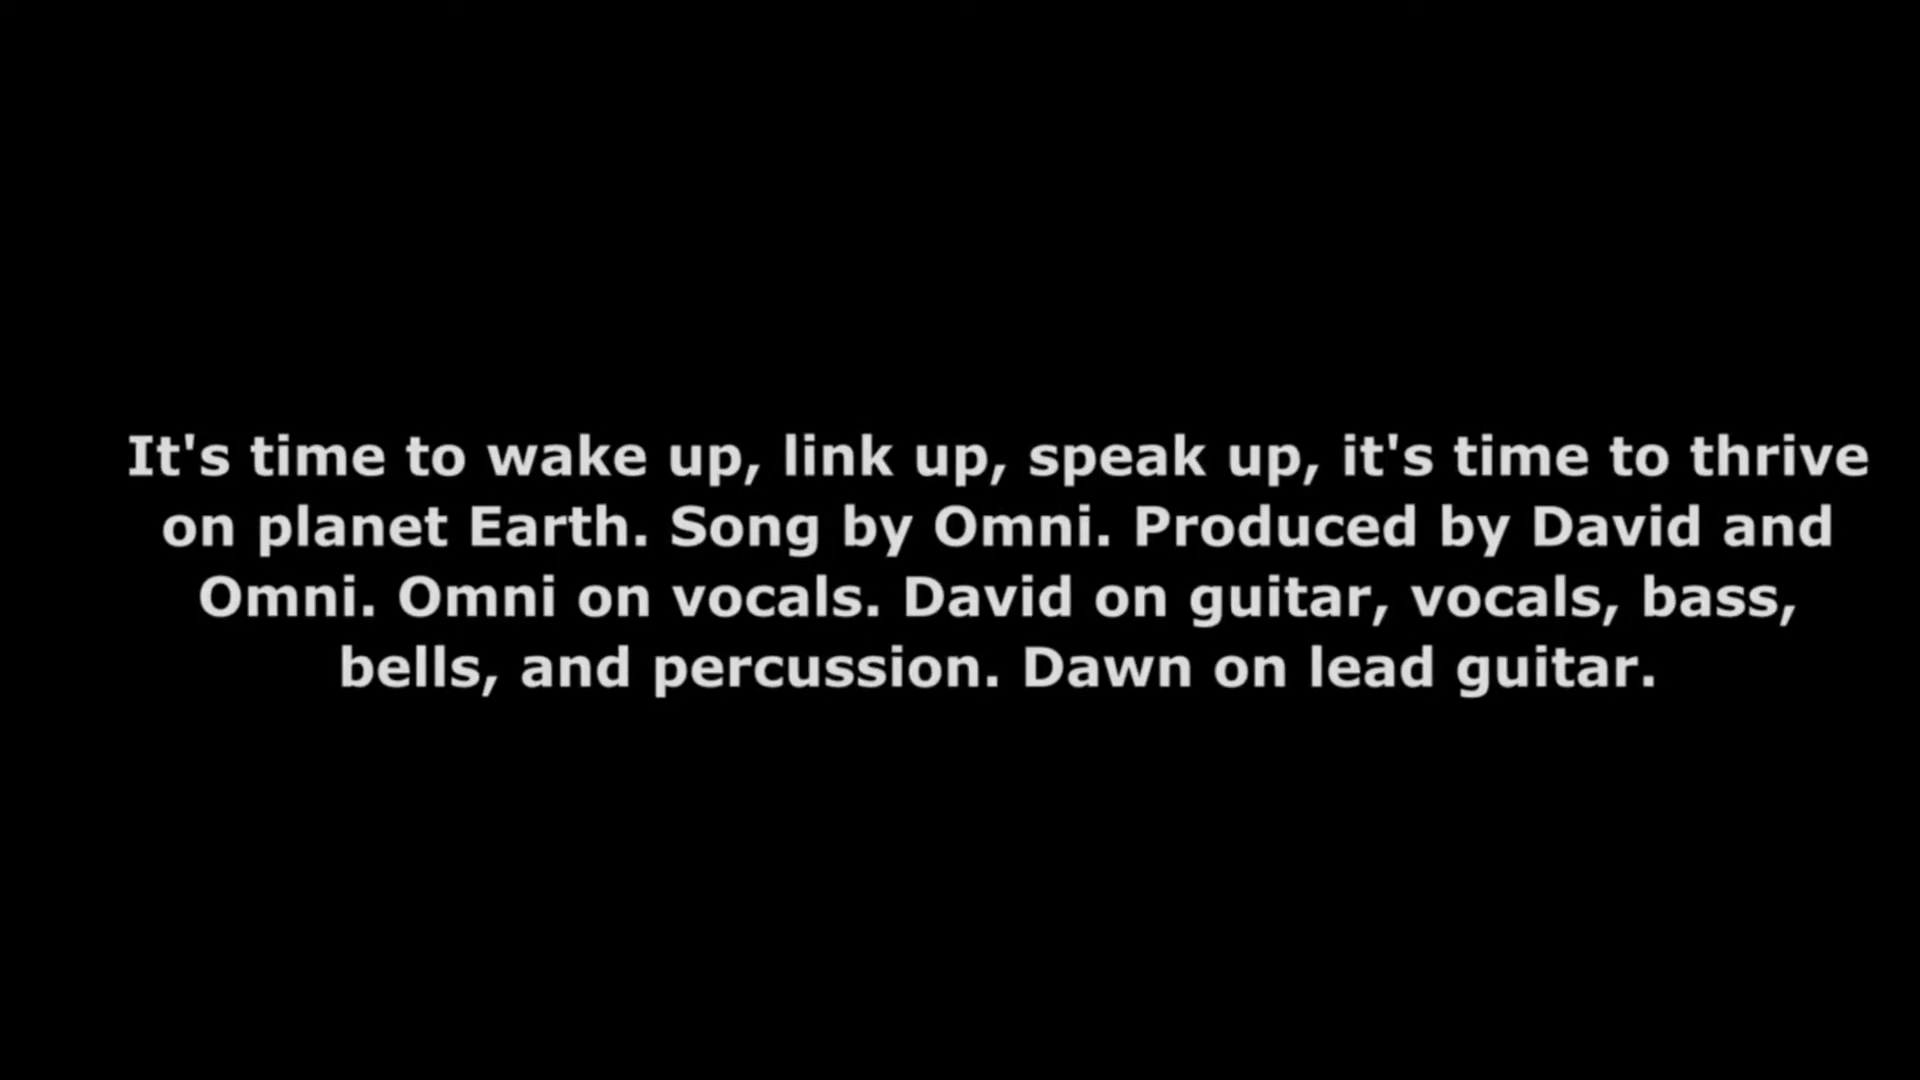 It's time to wake up, link up, speak up, it's time to thrive
on planet Earth. Song by Omni. Produced by David and
Omni. Omni on vocals. David on guitar, vocals, bass,
bells, and percussion. Dawn on lead guitar.